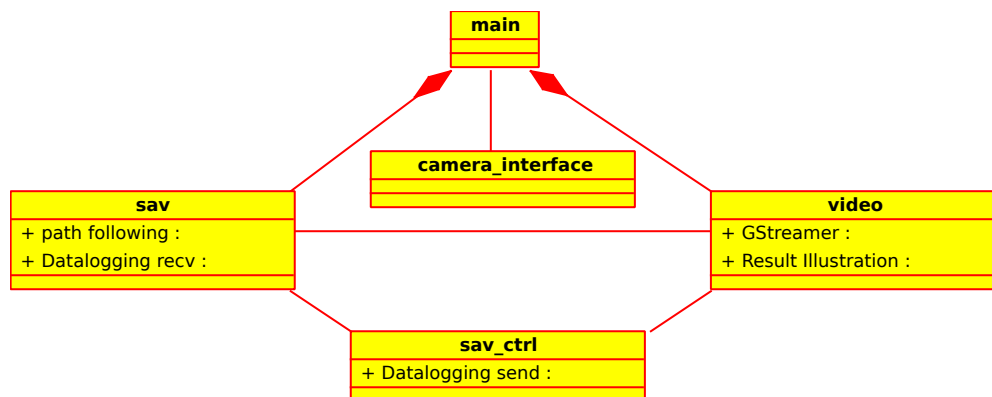 main
camera_interface
sav
+ path following :
+ Datalogging recv :
video
+ GStreamer :
+ Result Illustration :
sav_ctrl
+ Datalogging send :